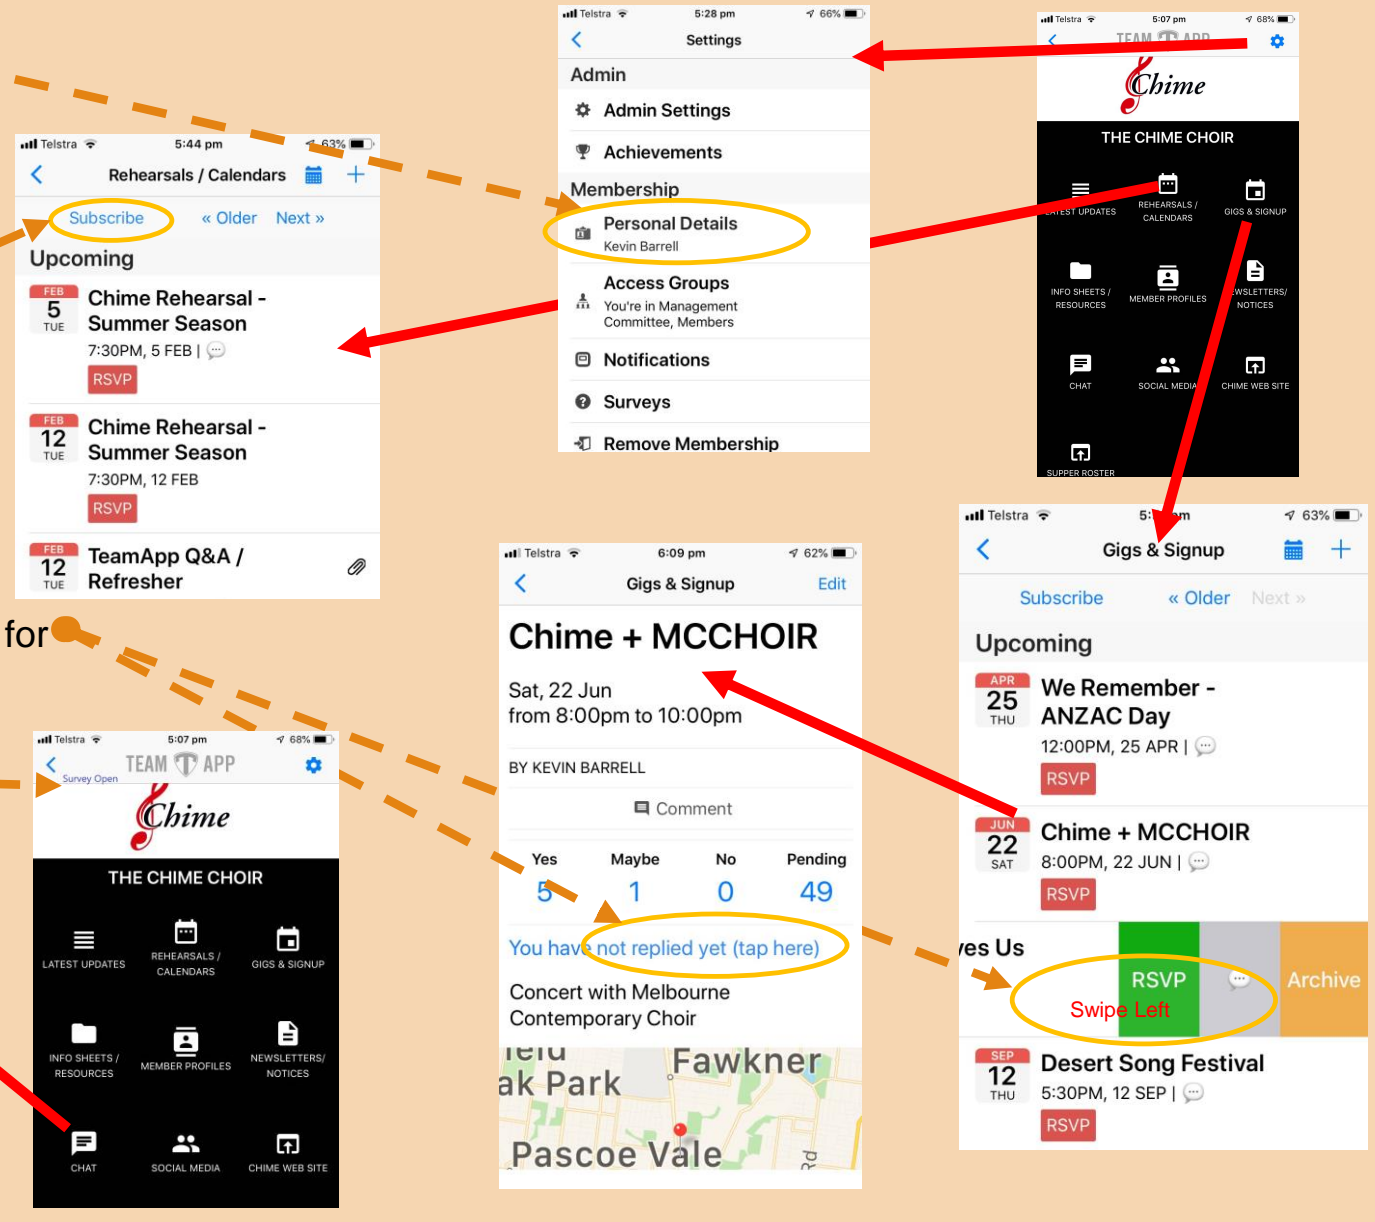 Telstra 5:28 pm 66%
Settings
Admin
Admin Settings
Achievements
Membership
Personal Details
Kevin Barrell
Access Groups
You're in Management
Committee, Members
Notifications
Surveys
Remove Membership
Telstra 5:07 pm 68%
TEAM APP
Chime
THE CHIME CHOIR
LATEST UPDATES
REHEARSALS /
CALENDARS
GIGS & SIGNUP
INFO SHEETS /
RESOURCES
MEMBER PROFILES
NEWSLETTERS/
NOTICES
CHAT
SOCIAL MEDIA
CHIME WEB SITE
SUPPER ROSTER
Telstra 5:44 pm 63%
Rehearsals / Calendars
Subscribe « Older Next »
Upcoming
FEB
5
TUE
Chime Rehearsal -
Summer Season
7:30PM, 5 FEB |
RSVP
FEB
12
TUE
Chime Rehearsal -
Summer Season
7:30PM, 12 FEB
RSVP
FEB
12
TUE
TeamApp Q&A /
Refresher
for
Telstra 6:09 pm 62%
Gigs & Signup Edit
Chime + MCCHOIR
Sat, 22 Jun
from 8:00pm to 10:00pm
BY KEVIN BARRELL
Comment
Yes Maybe No Pending
5 1 0 49
You have not replied yet (tap here)
Concert with Melbourne
Contemporary Choir
ak Park
Fawkner
Pascoe Vale
Rd
Telstra pm 63%
Gigs & Signup
Subscribe « Older Next »
Upcoming
APR
25
THU
We Remember -
ANZAC Day
12:00PM, 25 APR |
RSVP
JUN
22
SAT
Chime + MCCHOIR
8:00PM, 22 JUN |
RSVP
ves Us
RSVP
Archive
Swipe Left
SEP
12
THU
Desert Song Festival
5:30PM, 12 SEP |
RSVP
Telstra 5:07 pm 68%
TEAM APP
Survey Open
Chime
THE CHIME CHOIR
LATEST UPDATES
REHEARSALS /
CALENDARS
GIGS & SIGNUP
INFO SHEETS /
RESOURCES
MEMBER PROFILES
NEWSLETTERS/
NOTICES
CHAT
SOCIAL MEDIA
CHIME WEB SITE